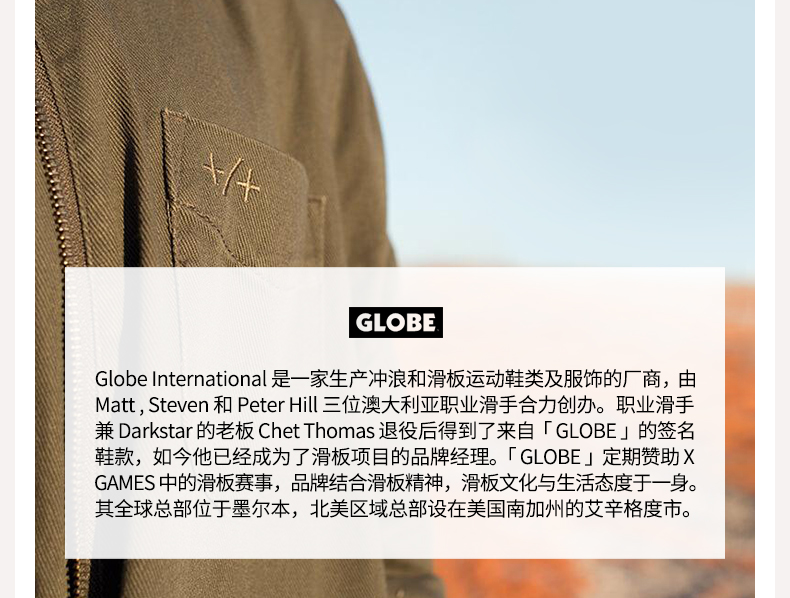 GLOBE
Globe International 是一家生产冲浪和滑板运动鞋类及服饰的厂商，由
Matt , Steven 和 Peter Hill 三位澳大利亚职业滑手合力创办。职业滑手
兼 Darkstar 的老板 Chet Thomas 退役后得到了来自「 GLOBE 」的签名
鞋款，如今他已经成为了滑板项目的品牌经理。「 GLOBE 」定期赞助 X
GAMES 中的滑板赛事，品牌结合滑板精神，滑板文化与生活态度于一身。
其全球总部位于墨尔本，北美区域总部设在美国南加州的艾辛格度市。